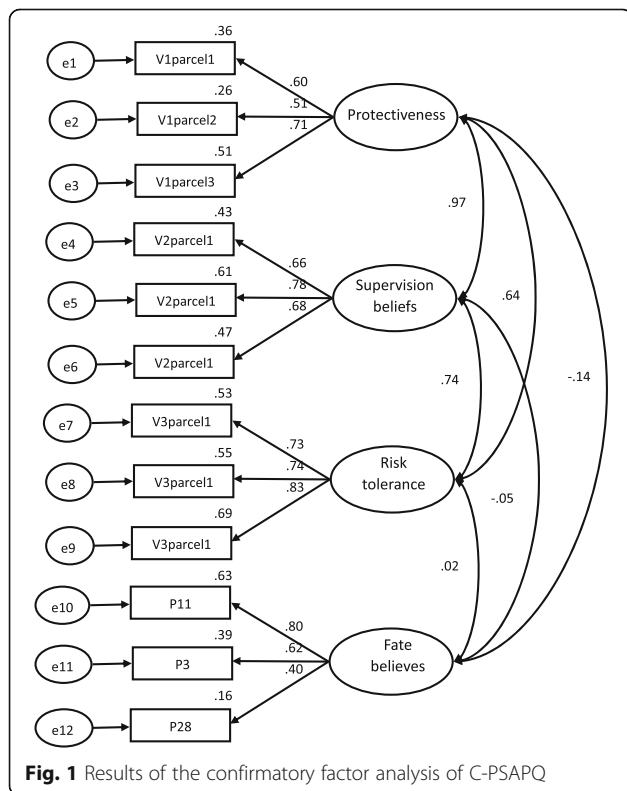 .36
e1 V1parcel1
.60
.26
e2 V1parcel2
.51
Protectiveness
.71
.51
e3 V1parcel3
.43
e4 V2parcel1
.97
.66
.61
e5 V2parcel1
.78
Supervision
beliefs
.64
.68
.47
e6 V2parcel1
.53
e7 V3parcel1
.74
-.14
.73
.55
e8 V3parcel1
.74
Risk
tolerance
.83
-.05
.69
e9 V3parcel1
.02
.63
e10 P11
.80
.39
e11 P3
.62
Fate
believes
.40
.16
e12 P28
Fig. 1 Results of the confirmatory factor analysis of C-PSAPQ